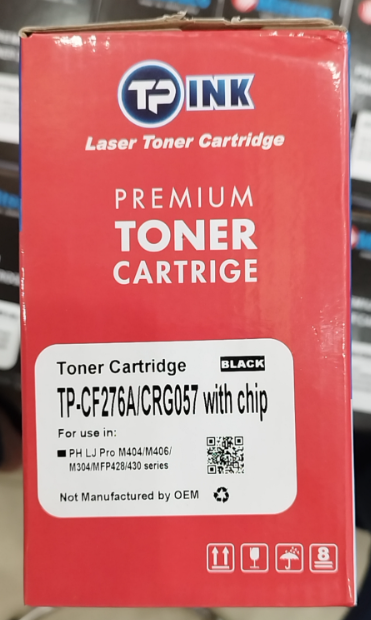 TP INK
Laser Toner Cartridge
PREMIUM
TONER
CARTRIGE
Toner Cartridge BLACK
TP-CF276A/CRG057 with chip
For use in:
PH LJ Pro M404/M406/
M304/MFP428/430 series
Not Manufactured by OEM
8